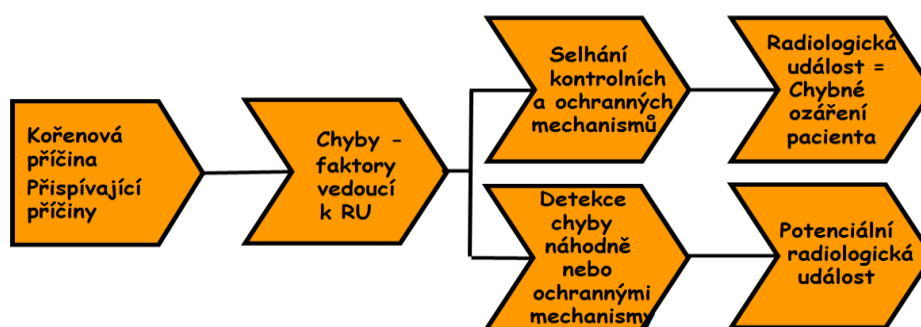 Kořenová
příčina
Přispívající
příčiny
Chyby -
faktory
vedoucí
k RU
Selhání
kontrolních
a ochranných
mechanismů
Radiologická
událost =
Chybné
ozáření
pacienta
Detekce
chyby
náhodně
nebo
ochrannými
mechanismy
Potenciální
radiologická
událost